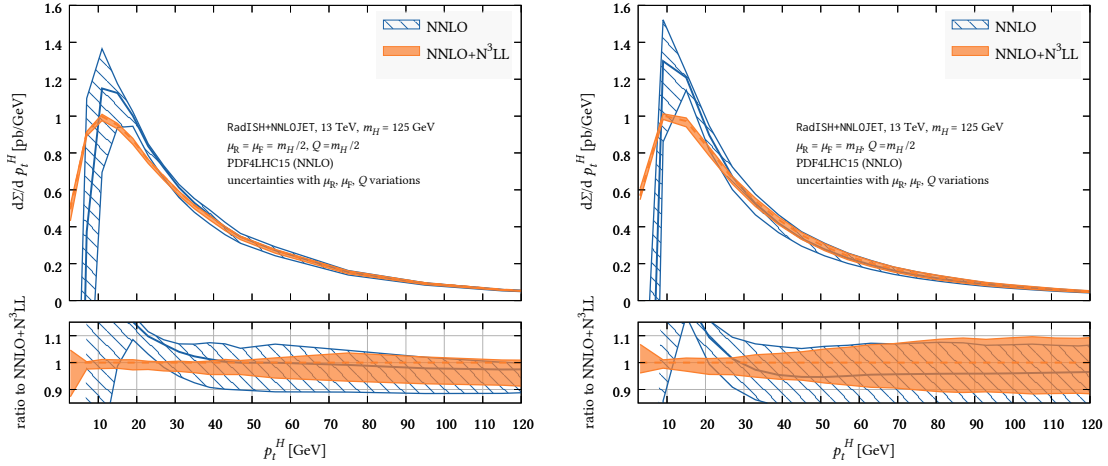 1.6
1.4
1.2
1
0.8
0.6
0.4
0.2
0
dΣ/d p_t^H [pb/GeV]
NNLO
NNLO+N³LL
RadISH+NNLOJET, 13 TeV, m_H = 125 GeV
μ_R = μ_F = m_H/2, Q = m_H/2
PDF4LHC15 (NNLO)
uncertainties with μ_R, μ_F, Q variations
ratio to NNLO+N³LL
1.1
1
0.9
10 20 30 40 50 60 70 80 90 100 110 120
p_t^H [GeV]
1.6
1.4
1.2
1
0.8
0.6
0.4
0.2
0
dΣ/d p_t^H [pb/GeV]
NNLO
NNLO+N³LL
RadISH+NNLOJET, 13 TeV, m_H = 125 GeV
μ_R = μ_F = m_H, Q = m_H/2
PDF4LHC15 (NNLO)
uncertainties with μ_R, μ_F, Q variations
ratio to NNLO+N³LL
1.1
1
0.9
10 20 30 40 50 60 70 80 90 100 110 120
p_t^H [GeV]